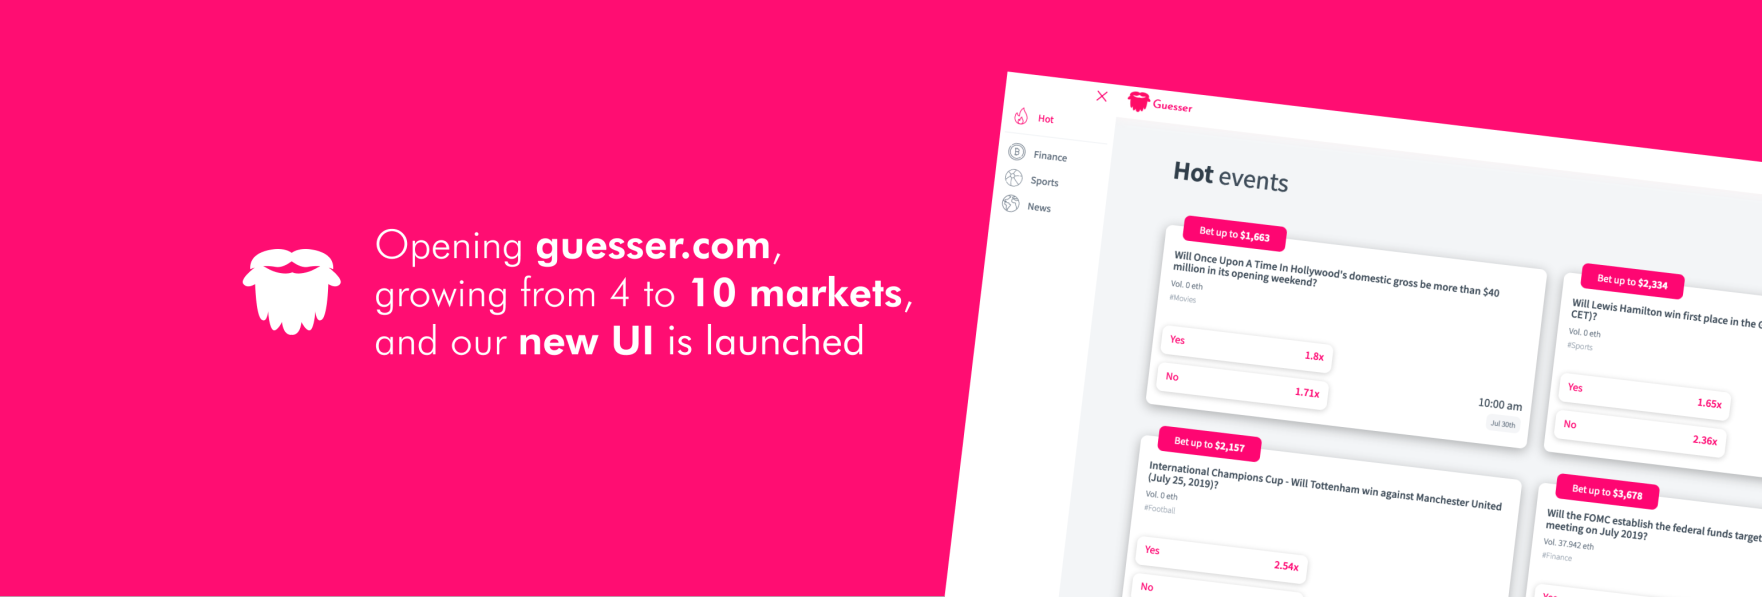 Opening guesser.com,
growing from 4 to 10 markets,
and our new UI is launched
Hot
Finance
Sports
News
Guesser
Hot events
Bet up to $1,663
Will Once Upon A Time In Hollywood's domestic gross be more than $40
million in its opening weekend?
Vol. 0 eth
#Movies
Yes
1.8x
No
1.71x
10:00 am
Jul 30th
Bet up to $2,334
Will Lewis Hamilton win first place in the
CET)?
Vol. 0 eth
#Sports
Yes
1.65x
No
2.36x
Bet up to $2,157
International Champions Cup - Will Tottenham win against Manchester United
(July 25, 2019)?
Vol. 0 eth
#Football
Yes
2.54x
No
Bet up to $3,678
Will the FOMC establish the federal funds target
meeting on July 2019?
Vol. 37.942 eth
#Finance